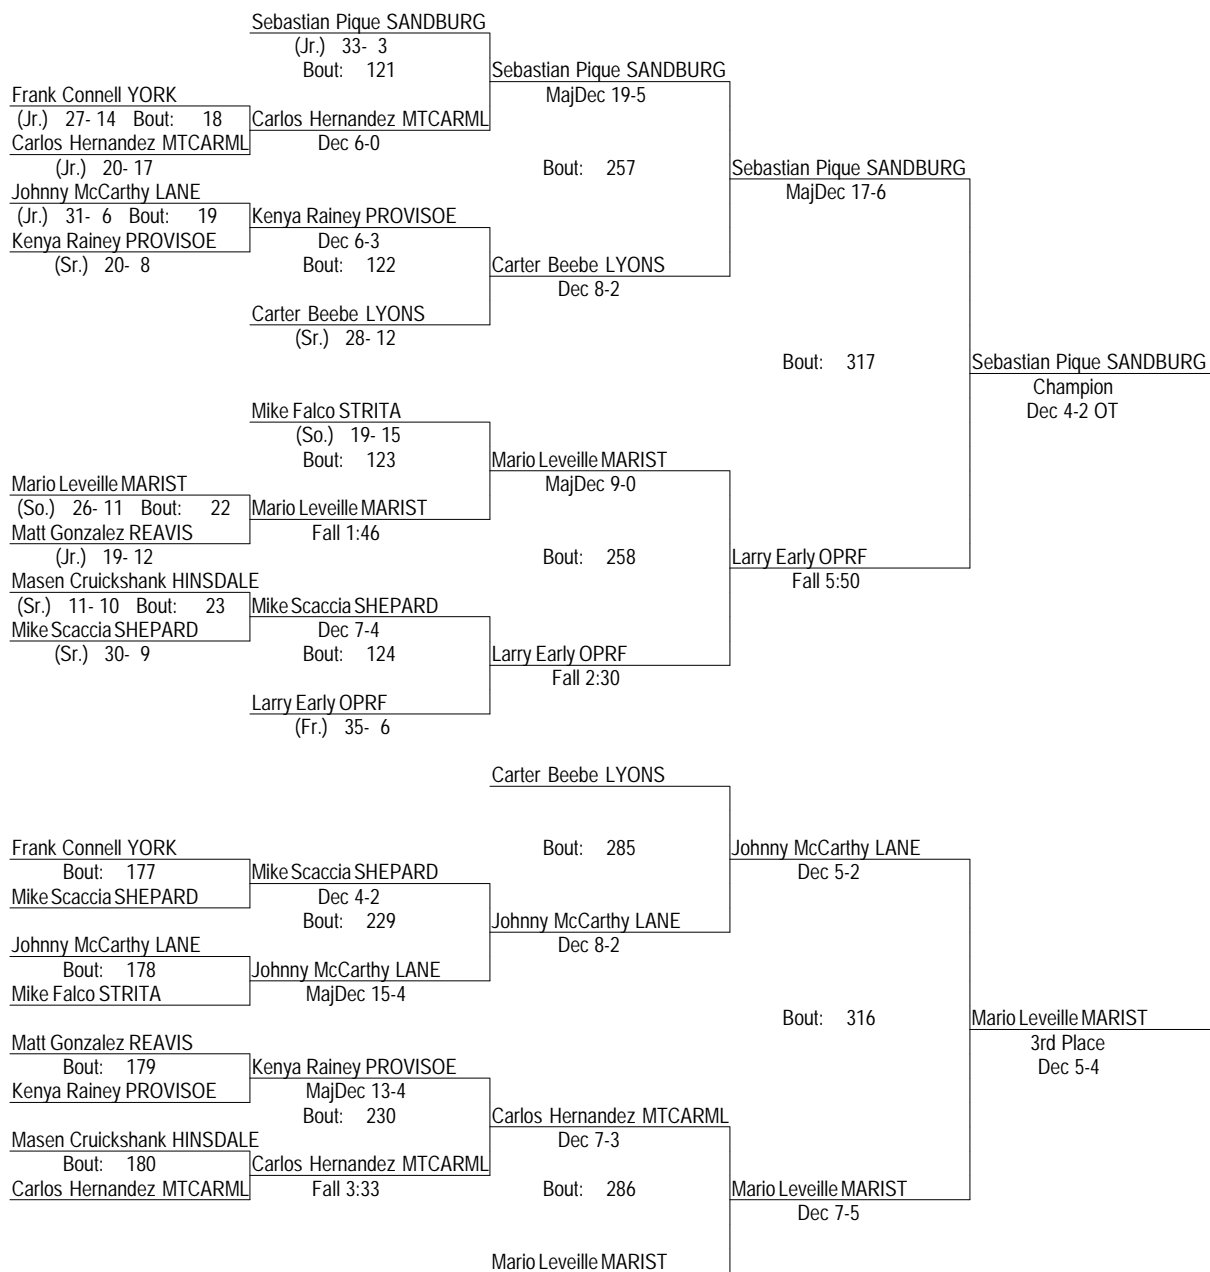 Sebastian Pique SANDBURG
(Jr.) 33- 3
Bout: 121
Sebastian Pique SANDBURG
MajDec 19-5
Frank Connell YORK
(Jr.) 27- 14 Bout: 18
Carlos Hernandez MTCARML
Carlos Hernandez MTCARML
Dec 6-0
(Jr.) 20- 17
Bout: 257
Sebastian Pique SANDBURG
MajDec 17-6
Johnny McCarthy LANE
(Jr.) 31- 6 Bout: 19
Kenya Rainey PROVISOE
Kenya Rainey PROVISOE
Dec 6-3
(Sr.) 20- 8
Bout: 122
Carter Beebe LYONS
Dec 8-2
Carter Beebe LYONS
(Sr.) 28- 12
Bout: 317
Sebastian Pique SANDBURG
Champion
Dec 4-2 OT
Mike Falco STRITA
(So.) 19- 15
Bout: 123
Mario Leveille MARIST
MajDec 9-0
Mario Leveille MARIST
(So.) 26- 11 Bout: 22
Mario Leveille MARIST
Matt Gonzalez REAVIS
Fall 1:46
(Jr.) 19- 12
Bout: 258
Larry Early OPRF
Fall 5:50
Masen Cruickshank HINSDALE
(Sr.) 11- 10 Bout: 23
Mike Scaccia SHEPARD
Mike Scaccia SHEPARD
Dec 7-4
(Sr.) 30- 9
Bout: 124
Larry Early OPRF
Fall 2:30
Larry Early OPRF
(Fr.) 35- 6
Carter Beebe LYONS
Frank Connell YORK
Bout: 177
Mike Scaccia SHEPARD
Bout: 285
Johnny McCarthy LANE
Dec 5-2
Mike Scaccia SHEPARD
Dec 4-2
Bout: 229
Johnny McCarthy LANE
Dec 8-2
Johnny McCarthy LANE
Bout: 178
Mike Falco STRITA
Johnny McCarthy LANE
MajDec 15-4
Bout: 316
Mario Leveille MARIST
3rd Place
Dec 5-4
Matt Gonzalez REAVIS
Bout: 179
Kenya Rainey PROVISOE
Kenya Rainey PROVISOE
MajDec 13-4
Bout: 230
Carlos Hernandez MTCARML
Dec 7-3
Masen Cruickshank HINSDALE
Bout: 180
Carlos Hernandez MTCARML
Carlos Hernandez MTCARML
Fall 3:33
Bout: 286
Mario Leveille MARIST
Dec 7-5
Mario Leveille MARIST